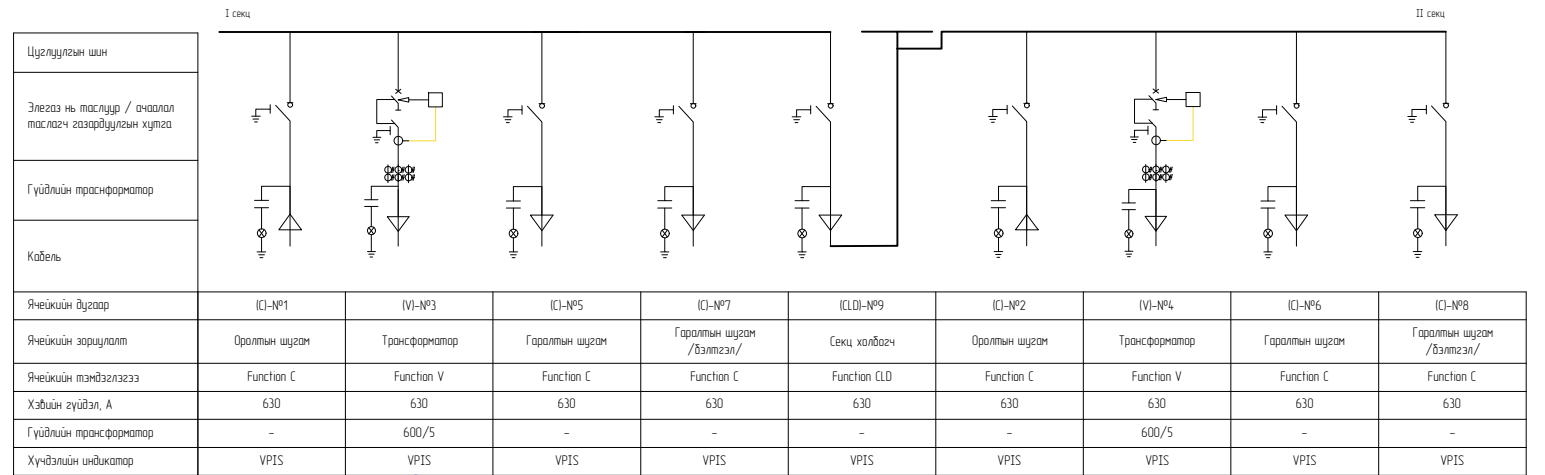 I секц
II секц
Цуглуулгын шин
Элегаз нь таслуур / ачаалал
таслагч газардуулгын хутга
Гүйдлийн траснформатор
Кабель
Ячейкийн дугаар
(C)-№1
(V)-№3
(C)-№5
(C)-№7
(CLD)-№9
(C)-№2
(V)-№4
(C)-№6
(C)-№8
Ячейкийн зориулалт
Оролтын шугам
Трансформатор
Гаралтын шугам
Гаралтын шугам
/бэлтгэл/
Секц холбогч
Оролтын шугам
Трансформатор
Гаралтын шугам
Гаралтын шугам
/бэлтгэл/
Ячейкийн тэмдэглэгээ
Function C
Function V
Function C
Function C
Function CLD
Function C
Function V
Function C
Function C
Хэвийн гүйдэл, А
630
630
630
630
630
630
630
630
630
Гүйдлийн трансформатор
-
600/5
-
-
-
-
600/5
-
-
Хүчдэлийн индикатор
VPIS
VPIS
VPIS
VPIS
VPIS
VPIS
VPIS
VPIS
VPIS